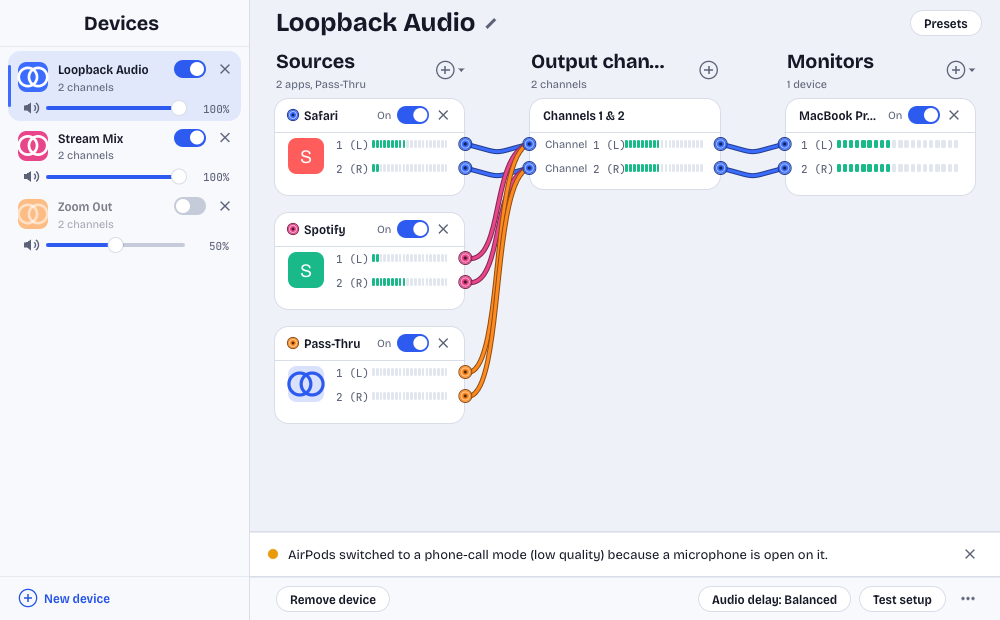 Devices
Loopback Audio
2 channels
100%
Stream Mix
2 channels
100%
Zoom Out
2 channels
50%
New device
Loopback Audio
Presets
Sources
2 apps, Pass-Thru
Output chan...
2 channels
Monitors
1 device
Safari On
S
1 (L)
2 (R)
Spotify On
S
1 (L)
2 (R)
Pass-Thru On
1 (L)
2 (R)
Channels 1 & 2
Channel 1 (L)
Channel 2 (R)
MacBook Pr... On
1 (L)
2 (R)
AirPods switched to a phone-call mode (low quality) because a microphone is open on it.
Remove device
Audio delay: Balanced
Test setup